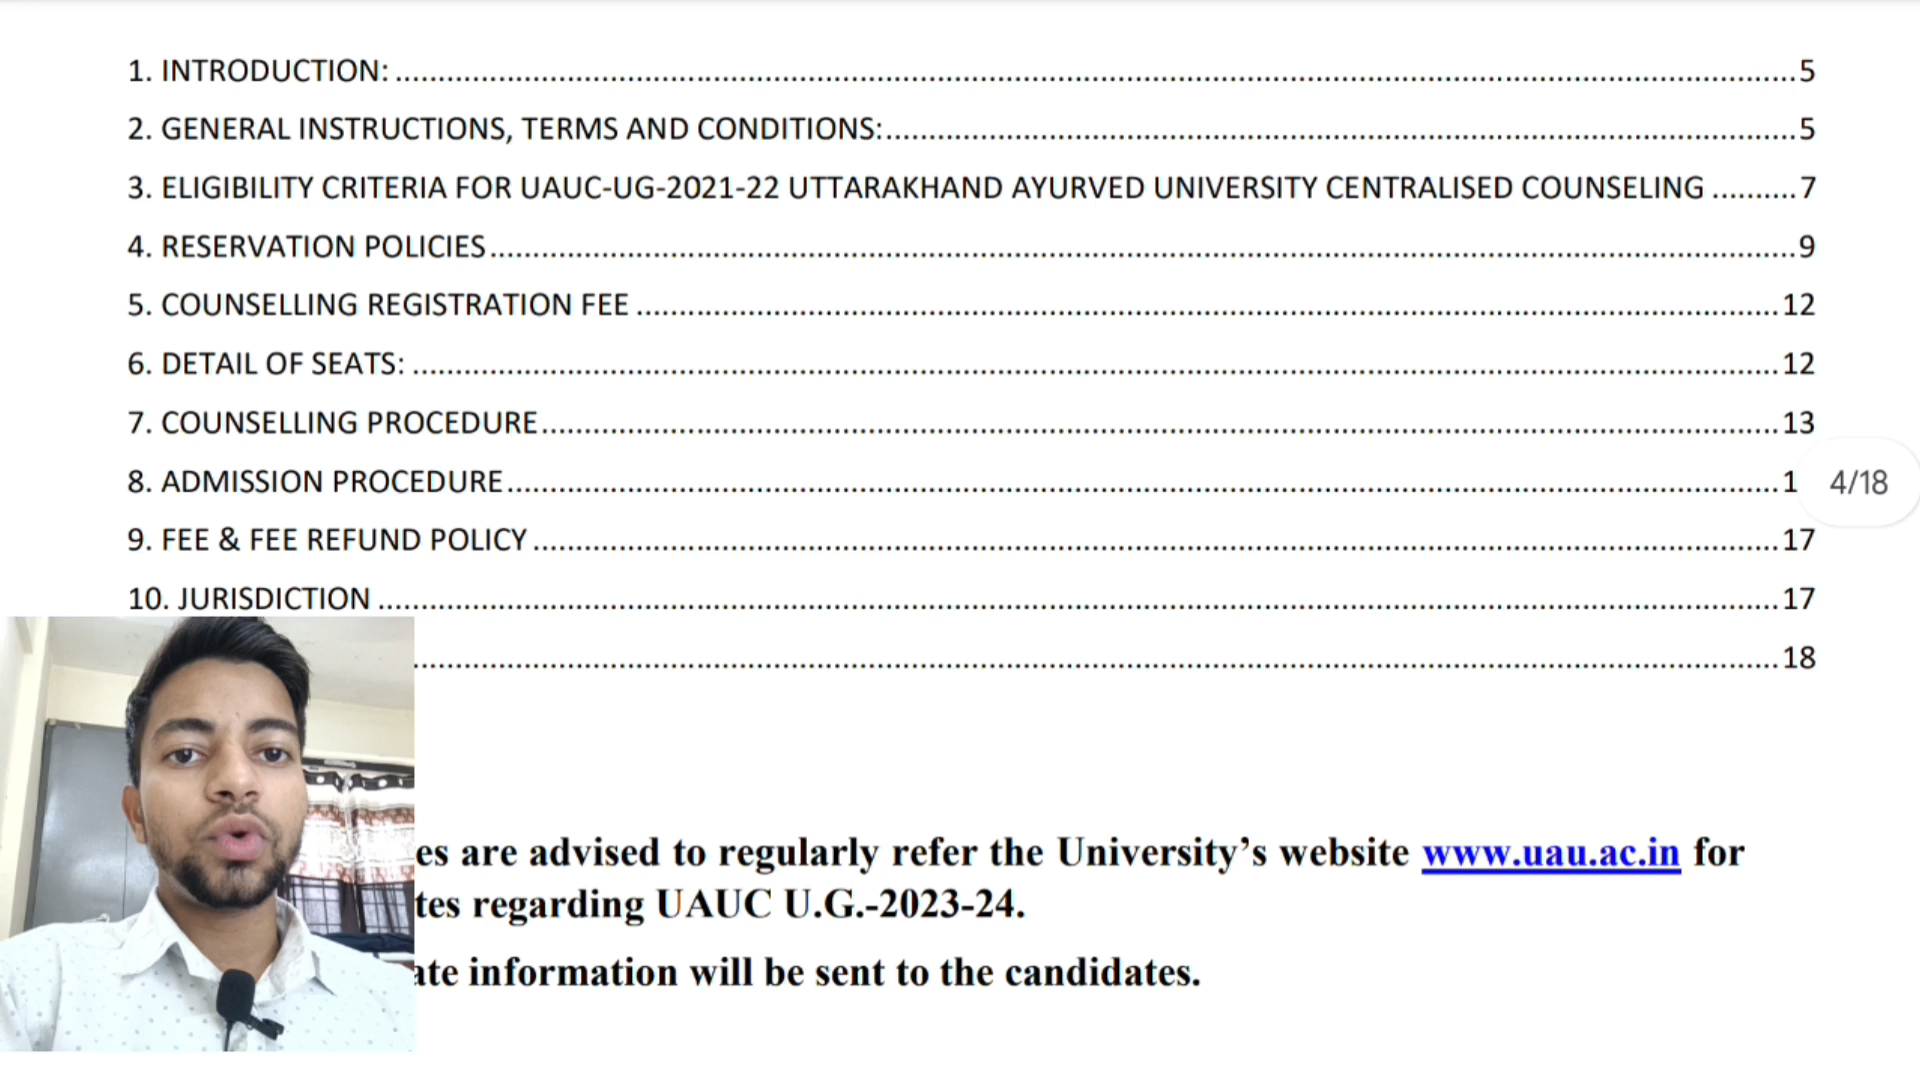 1. INTRODUCTION: ........ 5
2. GENERAL INSTRUCTIONS, TERMS AND CONDITIONS: ........ 5
3. ELIGIBILITY CRITERIA FOR UAUC-UG-2021-22 UTTARAKHAND AYURVED UNIVERSITY CENTRALISED COUNSELING .......... 7
4. RESERVATION POLICIES ........ 9
5. COUNSELLING REGISTRATION FEE ........ 12
6. DETAIL OF SEATS: ........ 12
7. COUNSELLING PROCEDURE ........ 13
8. ADMISSION PROCEDURE ........ 1
4/18
9. FEE & FEE REFUND POLICY ........ 17
10. JURISDICTION ........ 17
........ 18
es are advised to regularly refer the University’s website www.uau.ac.in for
tes regarding UAUC U.G.-2023-24.
ate information will be sent to the candidates.